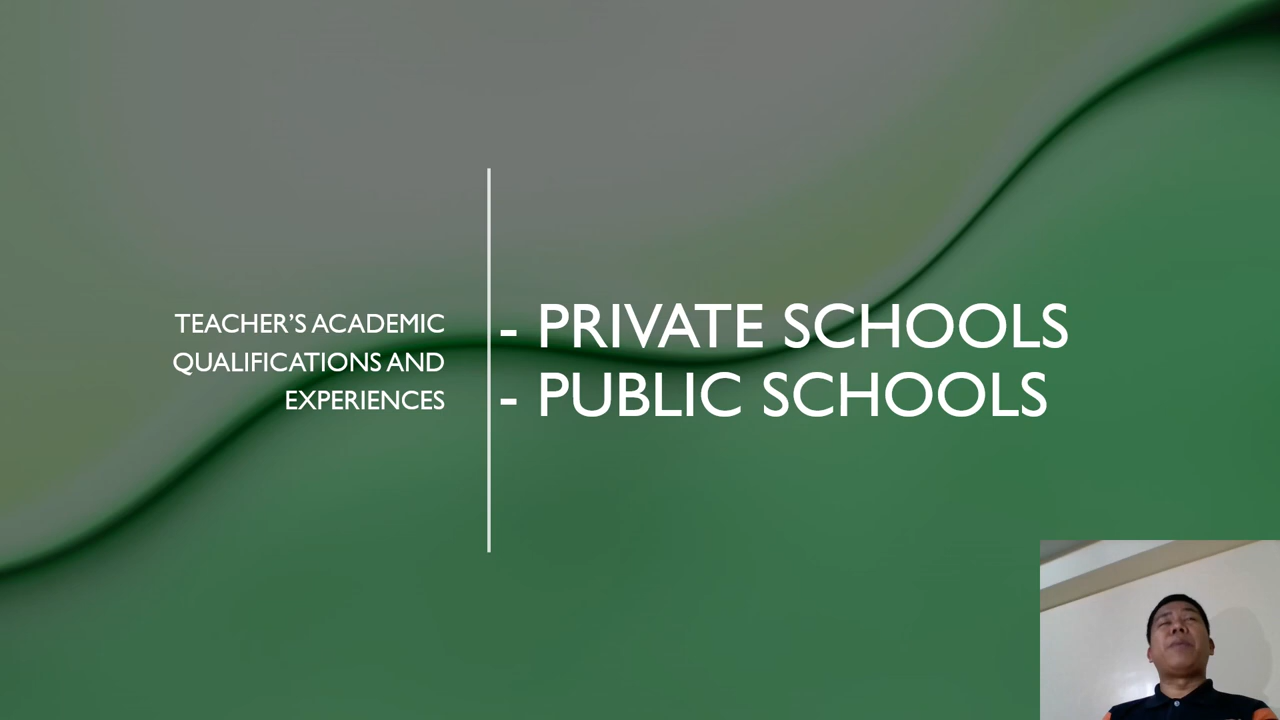 TEACHER'S ACADEMIC
QUALIFICATIONS AND
EXPERIENCES
- PRIVATE SCHOOLS
- PUBLIC SCHOOLS